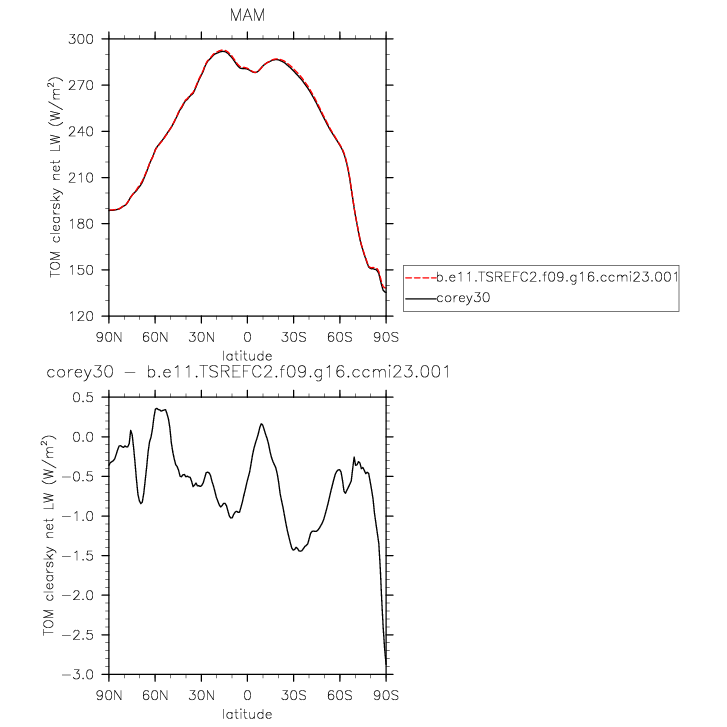 MAM
TOM clearsky net LW (W/m²)
300
270
240
210
180
150
120
90N 60N 30N 0 30S 60S 90S
latitude
b.e11.TSREFC2.f09.g16.ccmi23.001
corey30
corey30 − b.e11.TSREFC2.f09.g16.ccmi23.001
TOM clearsky net LW (W/m²)
0.5
0.0
−0.5
−1.0
−1.5
−2.0
−2.5
−3.0
90N 60N 30N 0 30S 60S 90S
latitude